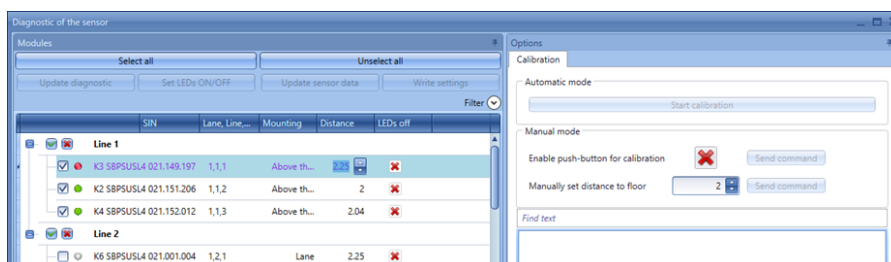 Diagnostic of the sensor
Modules
Select all Unselect all
Update diagnostic Set LEDs ON/OFF Update sensor data Write settings
Filter
SIN Lane, Line,... Mounting Distance LEDs off
Line 1
K3 SBPSUSL4 021.149.197 1,1,1 Above th... 2.25
K2 SBPSUSL4 021.151.206 1,1,2 Above th... 2
K4 SBPSUSL4 021.152.012 1,1,3 Above th... 2.04
Line 2
K6 SBPSUSL4 021.001.004 1,2,1 Lane 2.25
Options
Calibration
Automatic mode
Start calibration
Manual mode
Enable push-button for calibration Send command
Manually set distance to floor 2 Send command
Find text